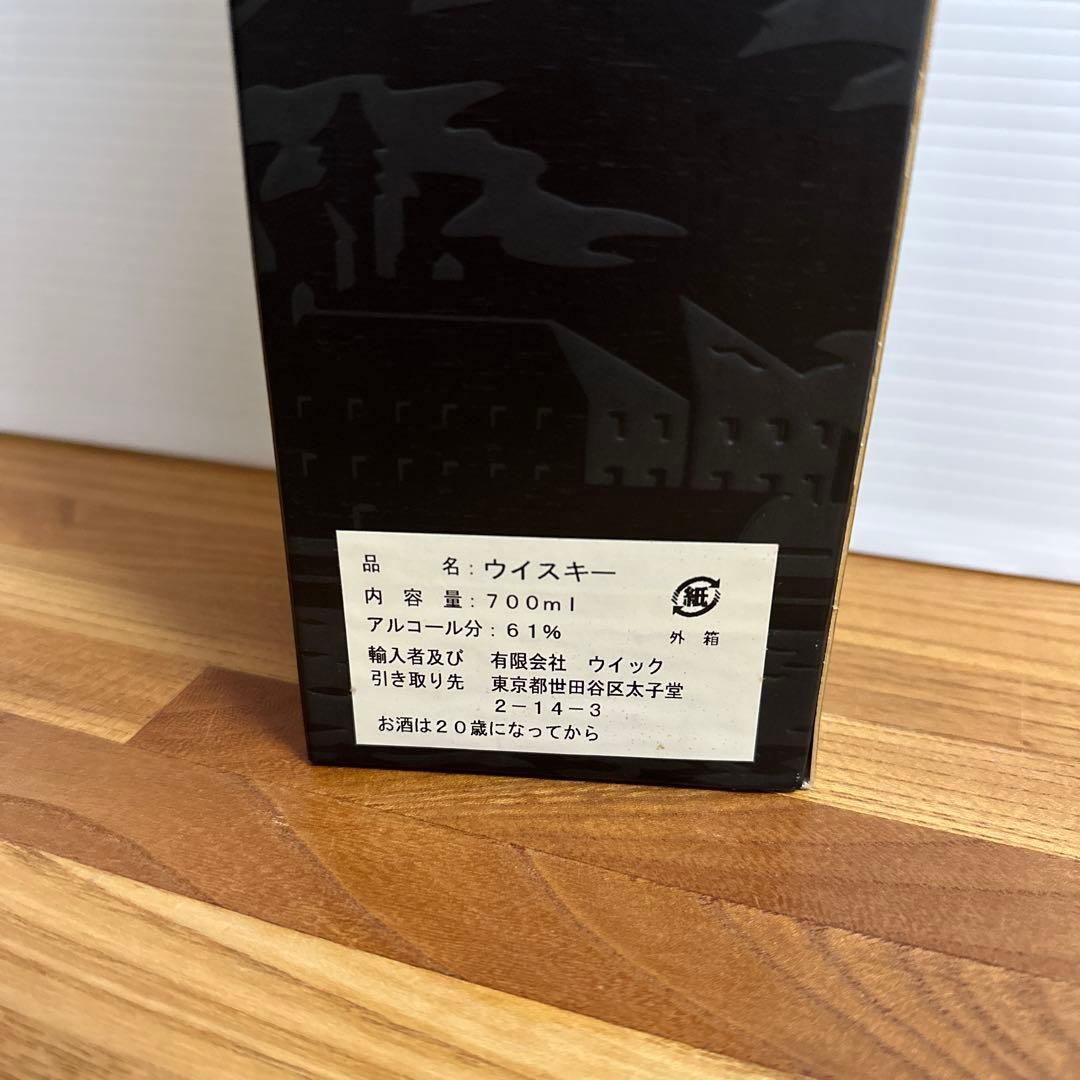 品　　名：ウイスキー
内 容 量：７００ｍｌ
アルコール分：６１％
紙
外 箱
輸入者及び　有限会社　ウイック
引き取り先　東京都世田谷区太子堂
２－１４－３
お酒は２０歳になってから